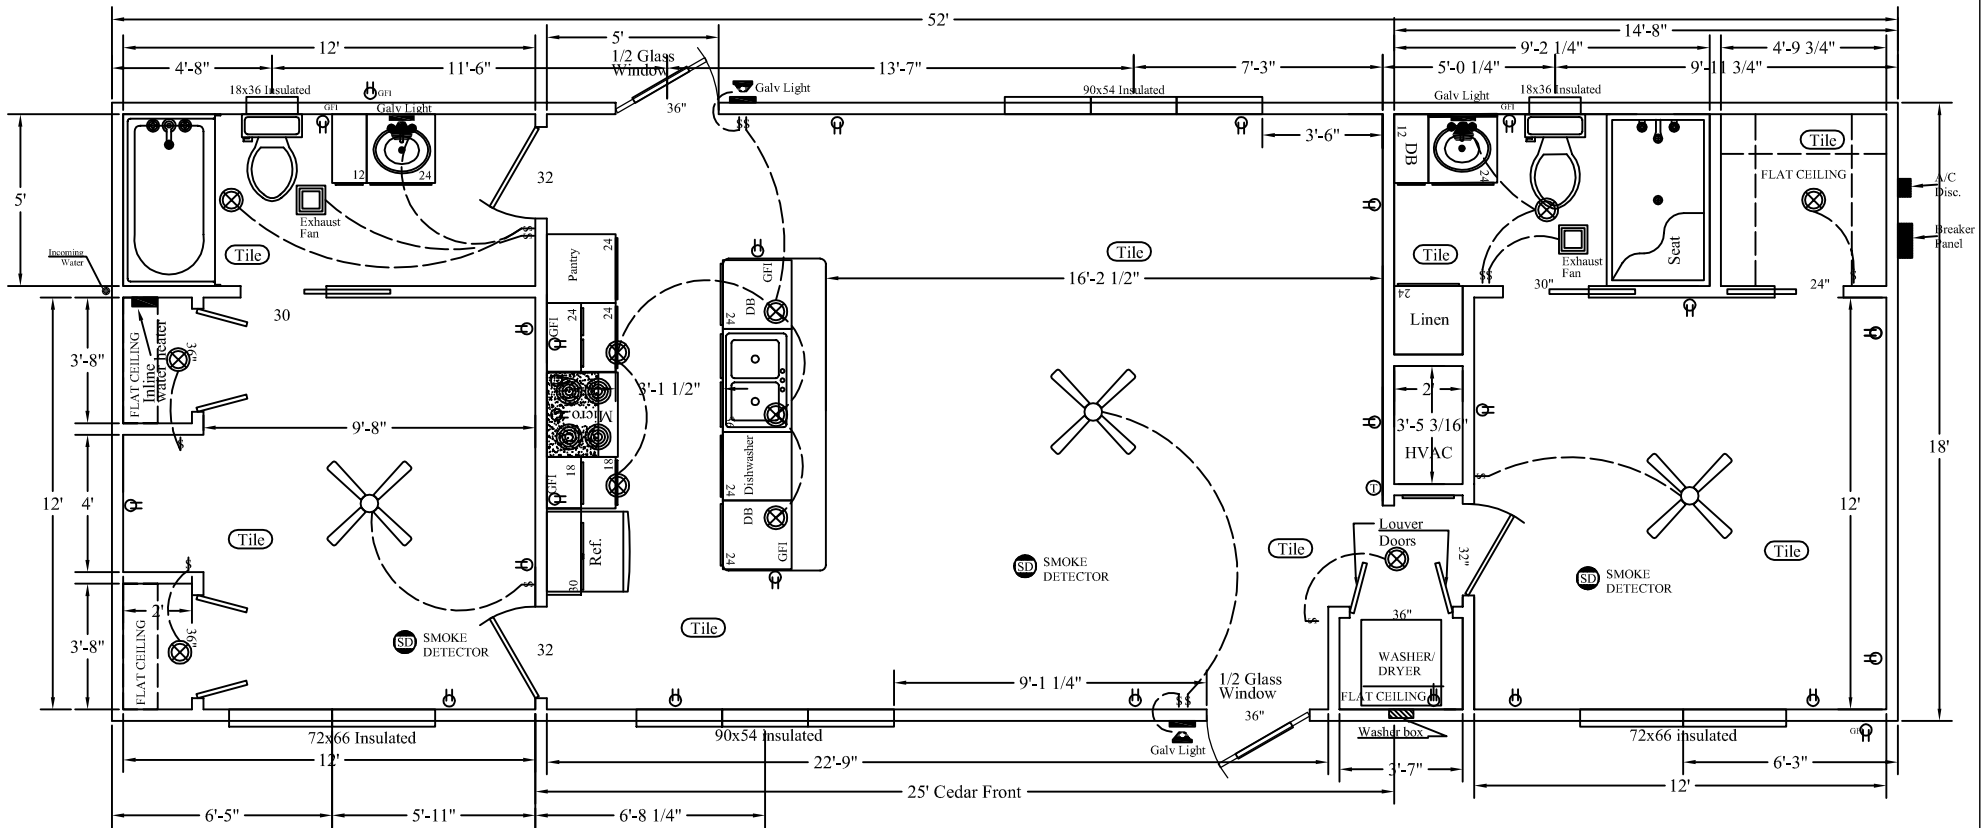 52'
14'-8"
12'
5'
9'-2 1/4"
4'-9 3/4"
4'-8"
11'-6"
1/2 Glass
Window
13'-7"
7'-3"
5'-0 1/4"
9'-11 3/4"
18x36 Insulated
GFI
Galv Light
90x54 Insulated
18x36 Insulated
GFI
Galv Light
36"
$$
Galv Light
GFI
3'-6"
12
DB
24
Tile
FLAT CEILING
A/C
Disc.
12
24
32
5'
Exhaust
Fan
Tile
$$
Incoming
Water
Pantry
24
GFI
DB
24
Tile
16'-2 1/2"
Tile
Exhaust
Fan
Seat
Breaker
Panel
$$
30"
$
24"
30
24
Linen
3'-8"
FLAT CEILING
Inline
water heater
36"
$
GFI
24
24
Micro.
3'-1 1/2"
9'-8"
2'
3'-5 3/16"
HVAC
18'
12'
4'
GFI
18
18
Dishwasher
24
T
$
12'
Tile
$
Ref.
30
DB
GFI
24
Louver
Doors
Tile
32"
Tile
SD
SMOKE
DETECTOR
SD
SMOKE
DETECTOR
2'
36"
$
$
36"
3'-8"
FLAT CEILING
SD
SMOKE
DETECTOR
32
Tile
WASHER/
DRYER
FLAT CEILING
9'-1 1/4"
1/2 Glass
Window
$$
36"
72x66 Insulated
90x54 insulated
Galv Light
Washer box
72x66 insulated
GFI
12'
22'-9"
3'-7"
6'-3"
25' Cedar Front
12'
6'-5"
5'-11"
6'-8 1/4"